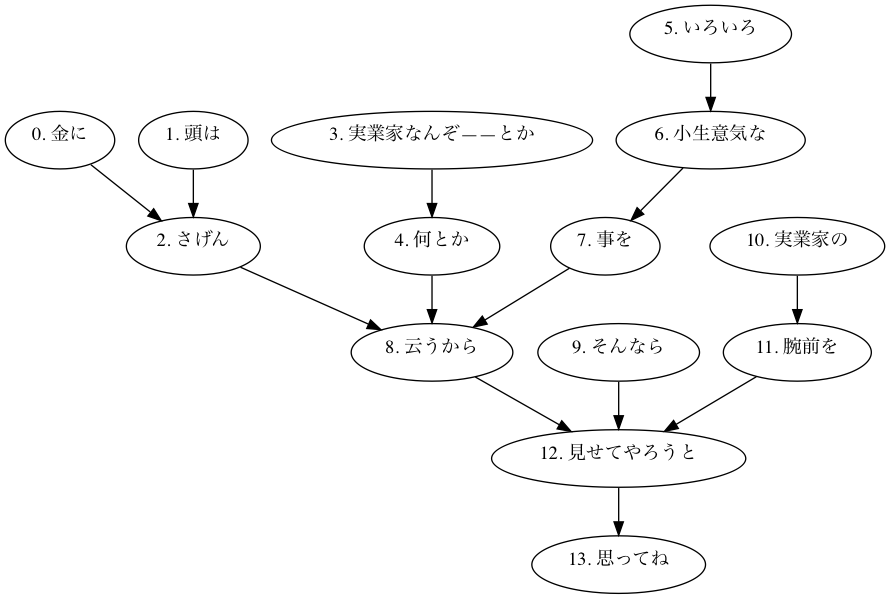 0. 金に
1. 頭は
2. さげん
3. 実業家なんぞ——とか
4. 何とか
5. いろいろ
6. 小生意気な
7. 事を
8. 云うから
9. そんなら
10. 実業家の
11. 腕前を
12. 見せてやろうと
13. 思ってね